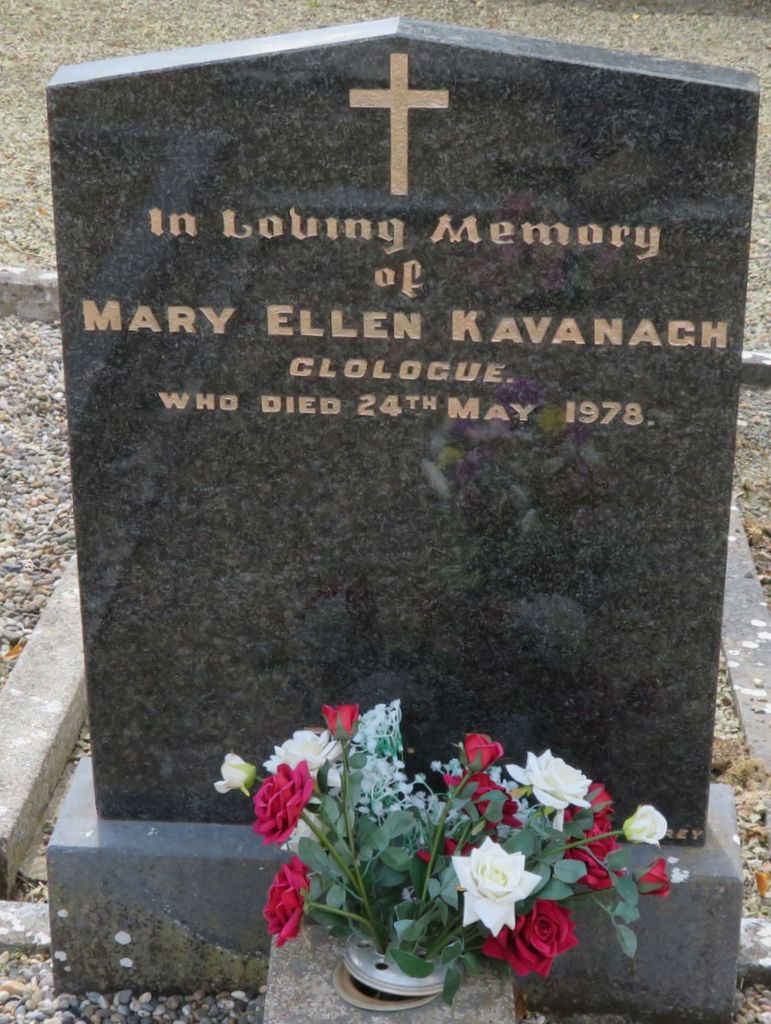 In Loving Memory
of
MARY ELLEN KAVANAGH
CLOLOGUE.
WHO DIED 24TH MAY 1978.